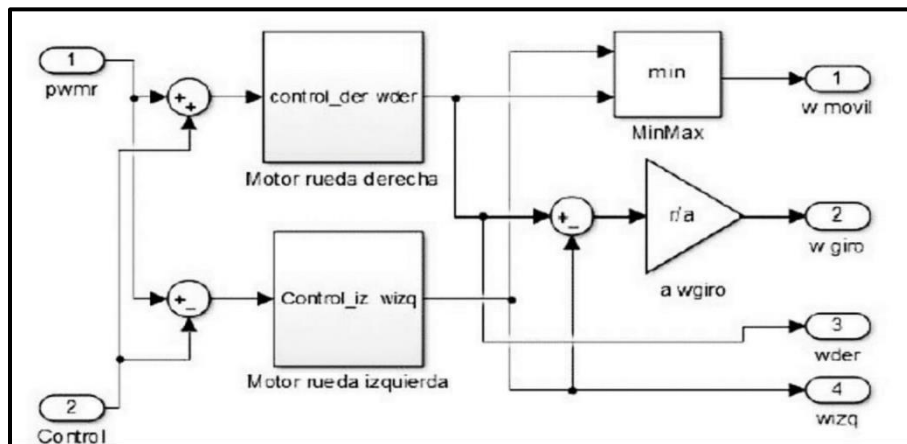 1
pwmr
+
+
control_der wder
Motor rueda derecha
min
MinMax
1
w movil
+
-
r/a
a wgiro
2
w giro
+
-
Control_iz wizq
Motor rueda izquierda
3
wder
2
Control
4
wizq